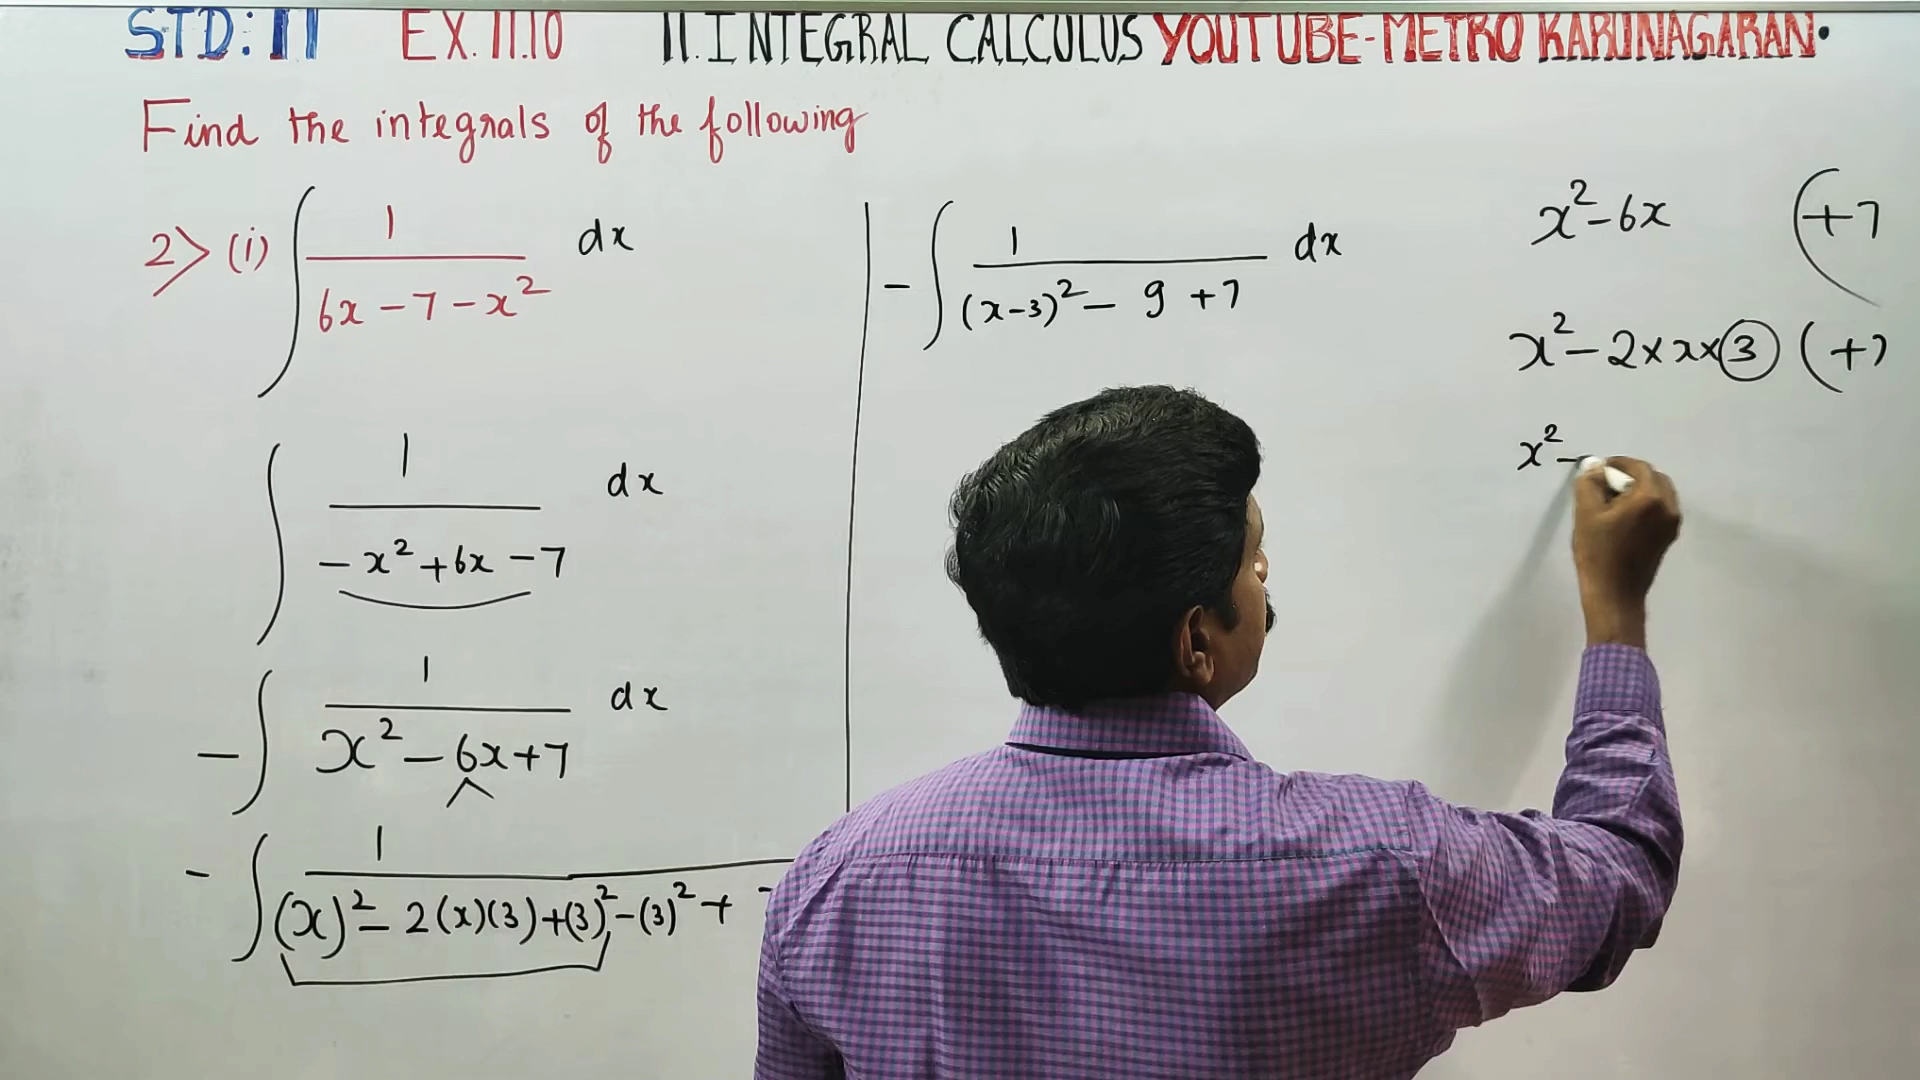 STD: 11 EX. 11.10 11. INTEGRAL CALCULUS YOUTUBE-METRO KARUNAGARAN.
Find the integrals of the following
2> (i) ∫ 1/(6x - 7 - x²) dx
∫ 1/(-x² + 6x - 7) dx
- ∫ 1/(x² - 6x + 7) dx
- ∫ 1/((x)² - 2(x)(3) + (3)² - (3)² +
- ∫ 1/((x-3)² - 9 + 7) dx
x² - 6x (+7
x² - 2×x×3 (+7
x² -